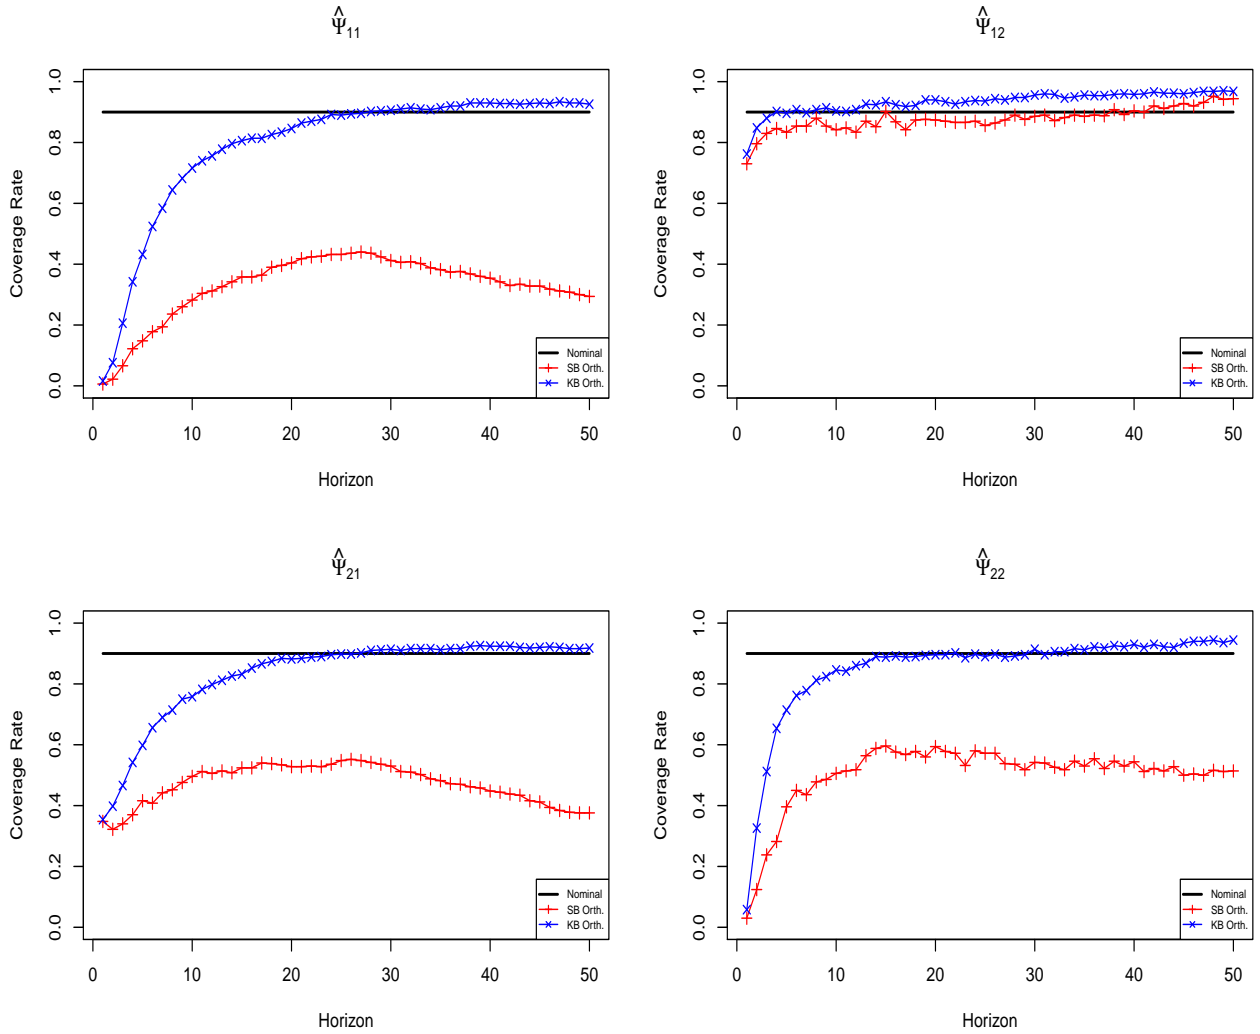 Ψ̂11
Coverage Rate
1.0
0.8
0.6
0.4
0.2
0.0
0 10 20 30 40 50
Horizon
Nominal
SB Orth.
KB Orth.
Ψ̂12
Coverage Rate
1.0
0.8
0.6
0.4
0.2
0.0
0 10 20 30 40 50
Horizon
Nominal
SB Orth.
KB Orth.
Ψ̂21
Coverage Rate
1.0
0.8
0.6
0.4
0.2
0.0
0 10 20 30 40 50
Horizon
Nominal
SB Orth.
KB Orth.
Ψ̂22
Coverage Rate
1.0
0.8
0.6
0.4
0.2
0.0
0 10 20 30 40 50
Horizon
Nominal
SB Orth.
KB Orth.